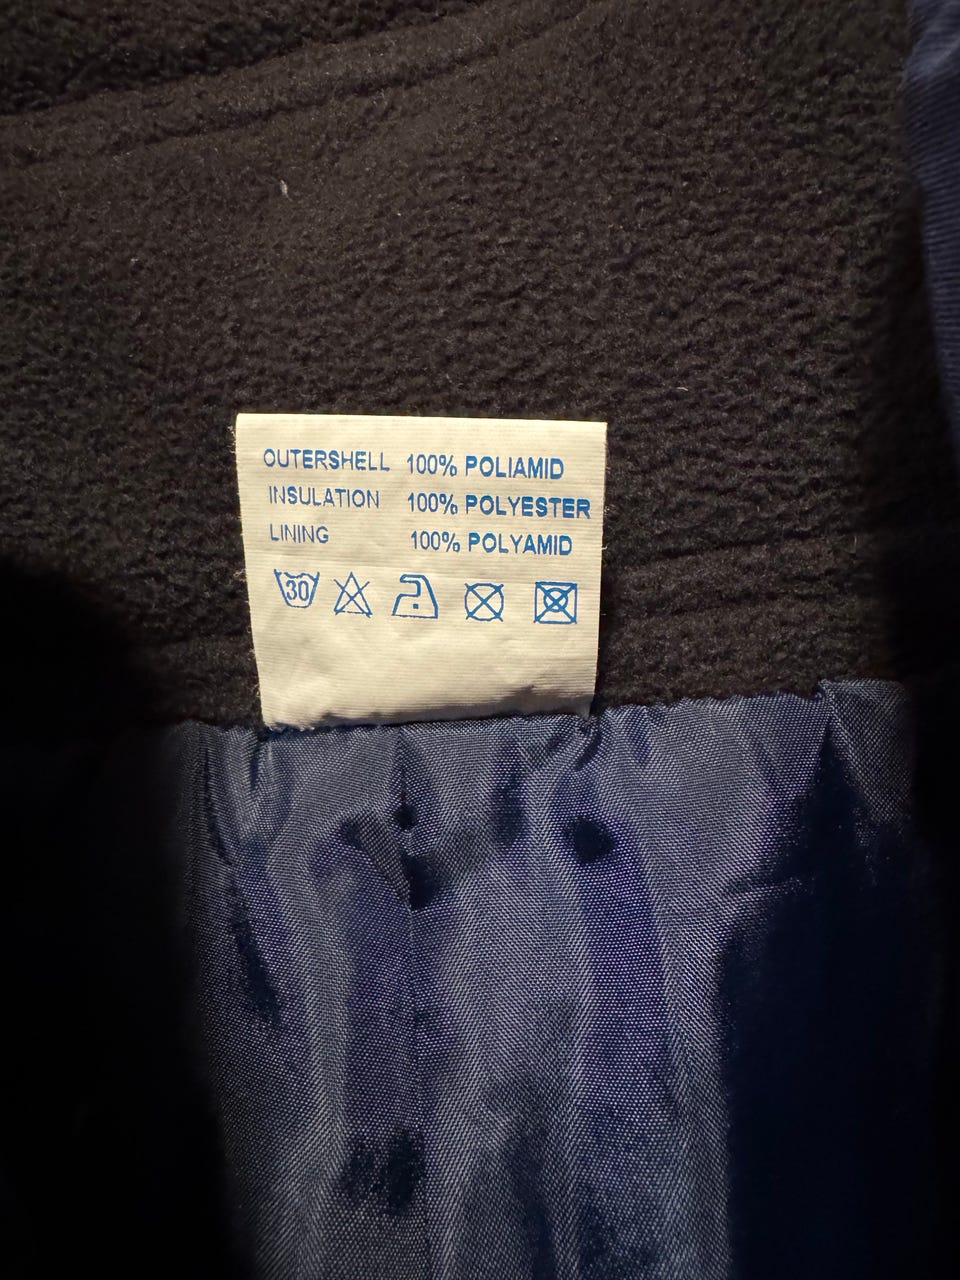 OUTERSHELL 100% POLIAMID
INSULATION 100% POLYESTER
LINING 100% POLYAMID
30